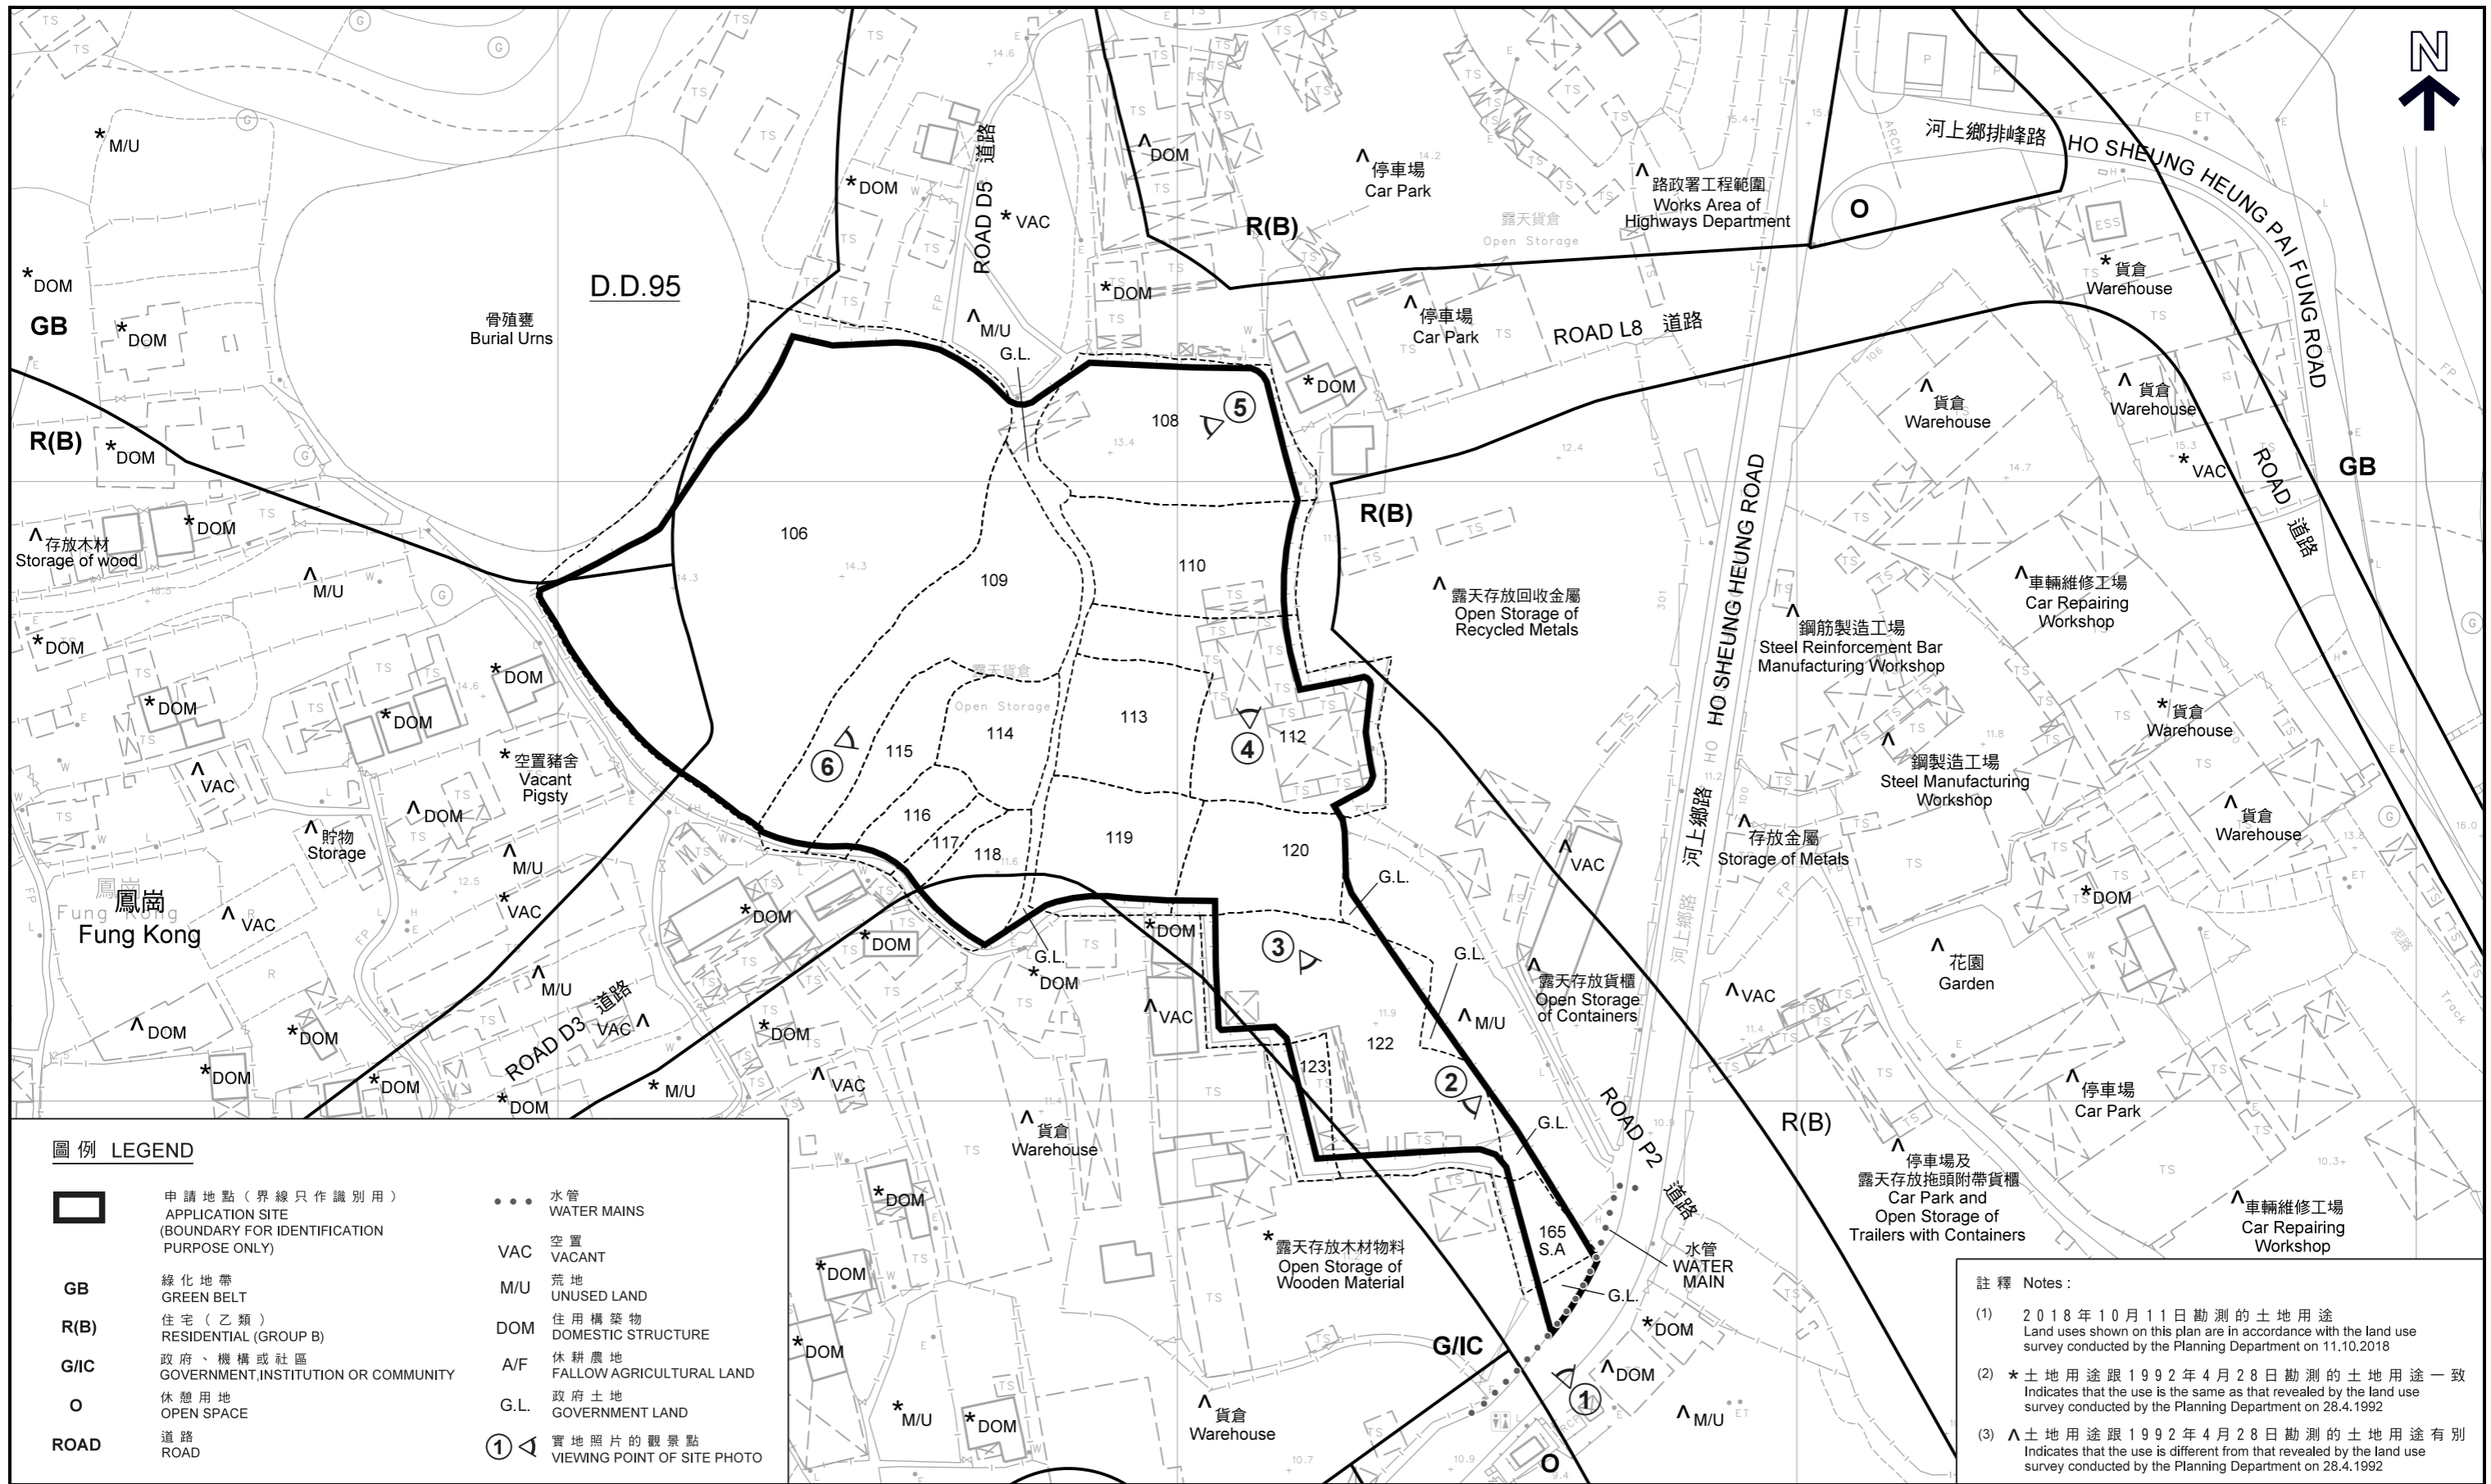 N
D.D.95
河上鄉排峰路 HO SHEUNG HEUNG PAI FUNG ROAD
ROAD D5 道路
*M/U
*DOM
*VAC
^DOM
^停車場
Car Park
^路政署工程範圍
Works Area of
Highways Department
露天貨倉
Open Storage
R(B)
O
ESS
*貨倉
Warehouse
*DOM
GB
*DOM
骨殖甕
Burial Urns
^M/U
G.L.
*DOM
^停車場
Car Park
ROAD L8 道路
R(B)
*DOM
*DOM
108
⑤
^貨倉
Warehouse
^貨倉
Warehouse
*VAC
ROAD 道路
GB
^存放木材
Storage of wood
*DOM
^M/U
106
109
110
R(B)
^露天存放回收金屬
Open Storage of
Recycled Metals
河上鄉路 HO SHEUNG HEUNG ROAD
^鋼筋製造工場
Steel Reinforcement Bar
Manufacturing Workshop
^車輛維修工場
Car Repairing
Workshop
*DOM
*DOM
*DOM
*DOM
露天貨倉
Open Storage
113
114
115
⑥
④
112
*貨倉
Warehouse
^鋼製造工場
Steel Manufacturing
Workshop
*空置豬舍
Vacant
Pigsty
^VAC
^DOM
^貯物
Storage
^M/U
116
117
118
119
120
^VAC
^存放金屬
Storage of Metals
^貨倉
Warehouse
鳳崗
Fung Kong
鳳崗
Fung Kong
^VAC
*VAC
*DOM
*DOM
*DOM
G.L.
*DOM
③
G.L.
G.L.
*DOM
^花園
Garden
^M/U
^露天存放貨櫃
Open Storage
of Containers
^VAC
^DOM
*DOM
ROAD D3 道路
VAC^
*DOM
^VAC
^M/U
122
123
②
*DOM
*DOM
*DOM
*M/U
^VAC
^貨倉
Warehouse
^停車場
Car Park
ROAD P2 道路
R(B)
G.L.
^停車場及
露天存放拖頭附帶貨櫃
Car Park and
Open Storage of
Trailers with Containers
^車輛維修工場
Car Repairing
Workshop
*DOM
165
S.A
水管
WATER
MAIN
*露天存放木材物料
Open Storage of
Wooden Material
*DOM
G.L.
*DOM
G/IC
*DOM
^DOM
①
*M/U
*DOM
^貨倉
Warehouse
^M/U
O
圖例 LEGEND
申請地點（界線只作識別用）
APPLICATION SITE
(BOUNDARY FOR IDENTIFICATION
PURPOSE ONLY)
GB 綠化地帶
GREEN BELT
R(B) 住宅（乙類）
RESIDENTIAL (GROUP B)
G/IC 政府、機構或社區
GOVERNMENT,INSTITUTION OR COMMUNITY
O 休憩用地
OPEN SPACE
ROAD 道路
ROAD
水管
WATER MAINS
VAC 空置
VACANT
M/U 荒地
UNUSED LAND
DOM 住用構築物
DOMESTIC STRUCTURE
A/F 休耕農地
FALLOW AGRICULTURAL LAND
G.L. 政府土地
GOVERNMENT LAND
① 實地照片的觀景點
VIEWING POINT OF SITE PHOTO
註釋 Notes :
(1) 2018年10月11日勘測的土地用途
Land uses shown on this plan are in accordance with the land use
survey conducted by the Planning Department on 11.10.2018
(2) * 土地用途跟1992年4月28日勘測的土地用途一致
Indicates that the use is the same as that revealed by the land use
survey conducted by the Planning Department on 28.4.1992
(3) ^ 土地用途跟1992年4月28日勘測的土地用途有別
Indicates that the use is different from that revealed by the land use
survey conducted by the Planning Department on 28.4.1992